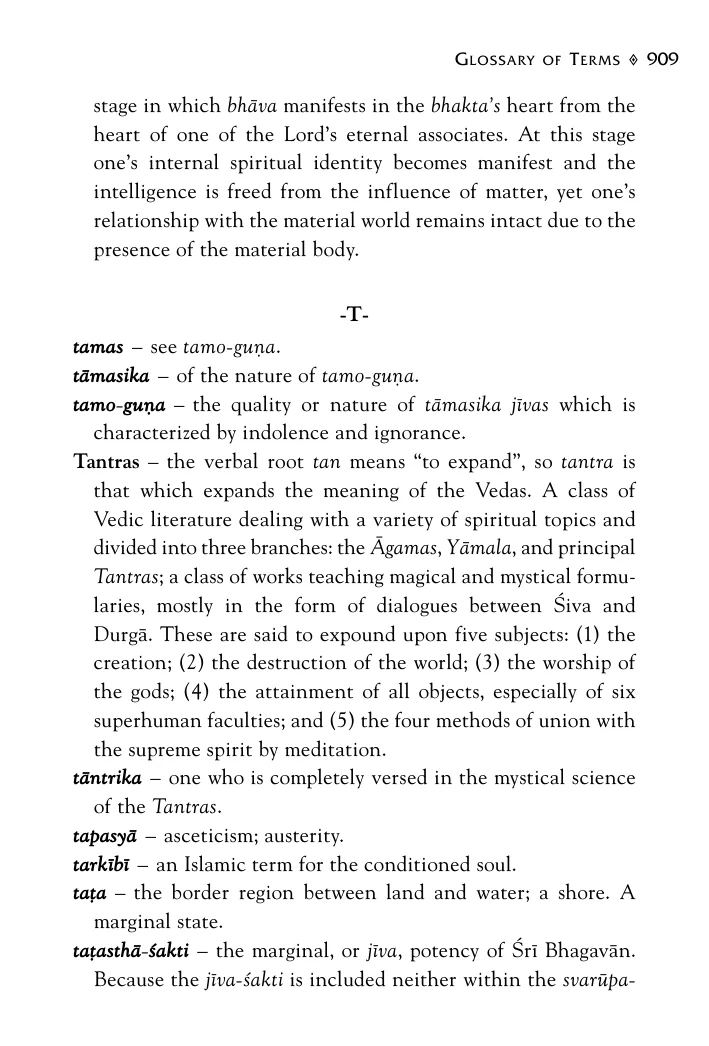 GLOSSARY OF TERMS ◊ 909
stage in which bhāva manifests in the bhakta's heart from the
heart of one of the Lord's eternal associates. At this stage
one's internal spiritual identity becomes manifest and the
intelligence is freed from the influence of matter, yet one's
relationship with the material world remains intact due to the
presence of the material body.
-T-
tamas – see tamo-guṇa.
tāmasika – of the nature of tamo-guṇa.
tamo-guṇa – the quality or nature of tāmasika jīvas which is
characterized by indolence and ignorance.
Tantras – the verbal root tan means “to expand”, so tantra is
that which expands the meaning of the Vedas. A class of
Vedic literature dealing with a variety of spiritual topics and
divided into three branches: the Āgamas, Yāmala, and principal
Tantras; a class of works teaching magical and mystical formu-
laries, mostly in the form of dialogues between Śiva and
Durgā. These are said to expound upon five subjects: (1) the
creation; (2) the destruction of the world; (3) the worship of
the gods; (4) the attainment of all objects, especially of six
superhuman faculties; and (5) the four methods of union with
the supreme spirit by meditation.
tāntrika – one who is completely versed in the mystical science
of the Tantras.
tapasyā – asceticism; austerity.
tarkībī – an Islamic term for the conditioned soul.
taṭa – the border region between land and water; a shore. A
marginal state.
taṭasthā-śakti – the marginal, or jīva, potency of Śrī Bhagavān.
Because the jīva-śakti is included neither within the svarūpa-